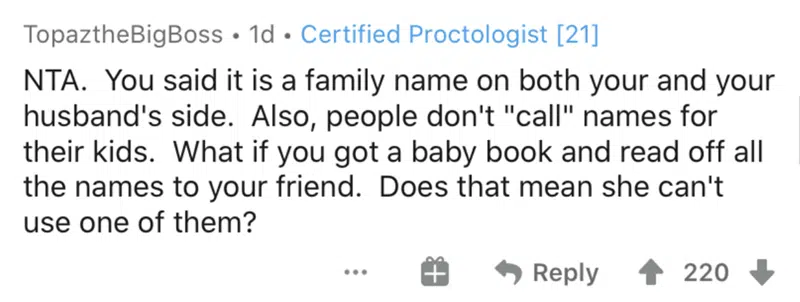 TopaztheBigBoss • 1d • Certified Proctologist [21]
NTA.  You said it is a family name on both your and your
husband's side.  Also, people don't "call" names for
their kids.  What if you got a baby book and read off all
the names to your friend.  Does that mean she can't
use one of them?
... Reply 220